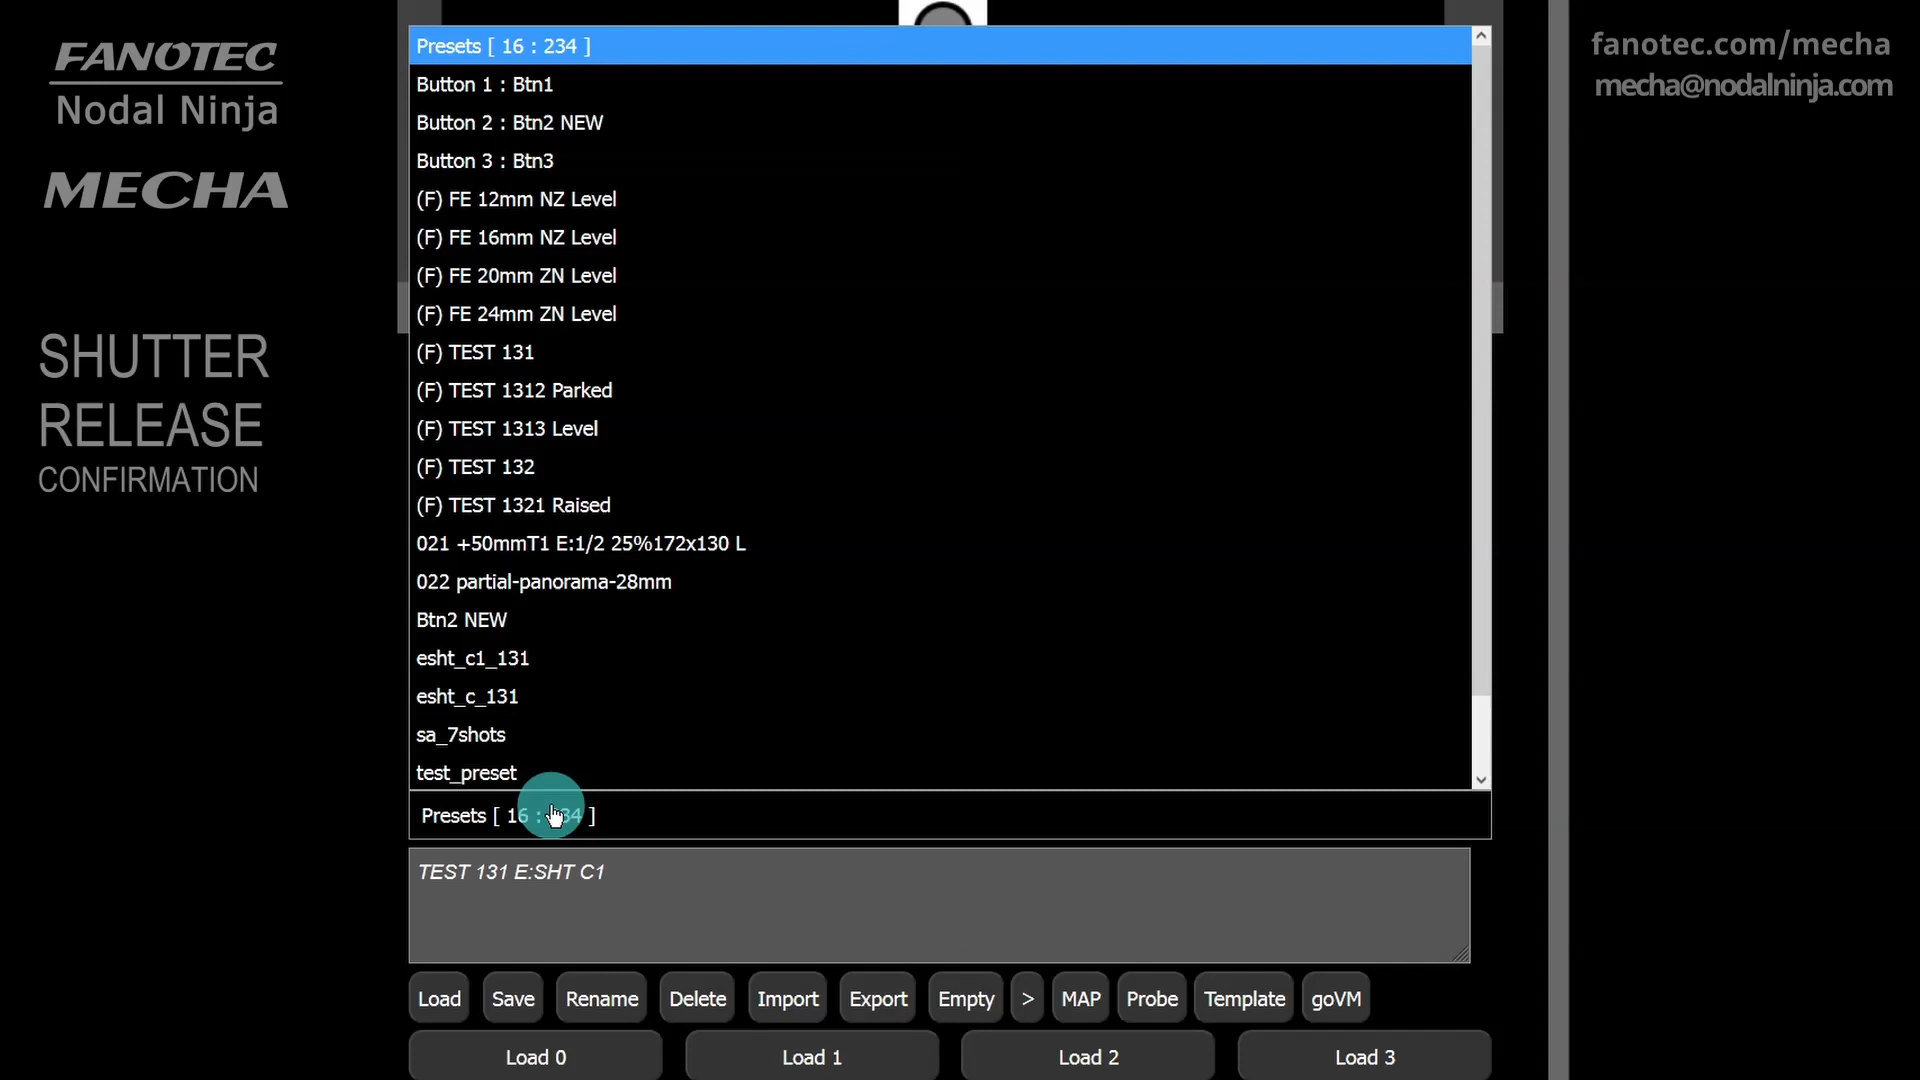 FANOTEC
Nodal Ninja
MECHA
SHUTTER
RELEASE
CONFIRMATION
Presets [ 16 : 234 ]
Button 1 : Btn1
Button 2 : Btn2 NEW
Button 3 : Btn3
(F) FE 12mm NZ Level
(F) FE 16mm NZ Level
(F) FE 20mm ZN Level
(F) FE 24mm ZN Level
(F) TEST 131
(F) TEST 1312 Parked
(F) TEST 1313 Level
(F) TEST 132
(F) TEST 1321 Raised
021 +50mmT1 E:1/2 25%172x130 L
022 partial-panorama-28mm
Btn2 NEW
esht_c1_131
esht_c_131
sa_7shots
test_preset
Presets [ 16 : 234 ]
TEST 131 E:SHT C1
Load Save Rename Delete Import Export Empty > MAP Probe Template goVM
Load 0 Load 1 Load 2 Load 3
fanotec.com/mecha
mecha@nodalninja.com